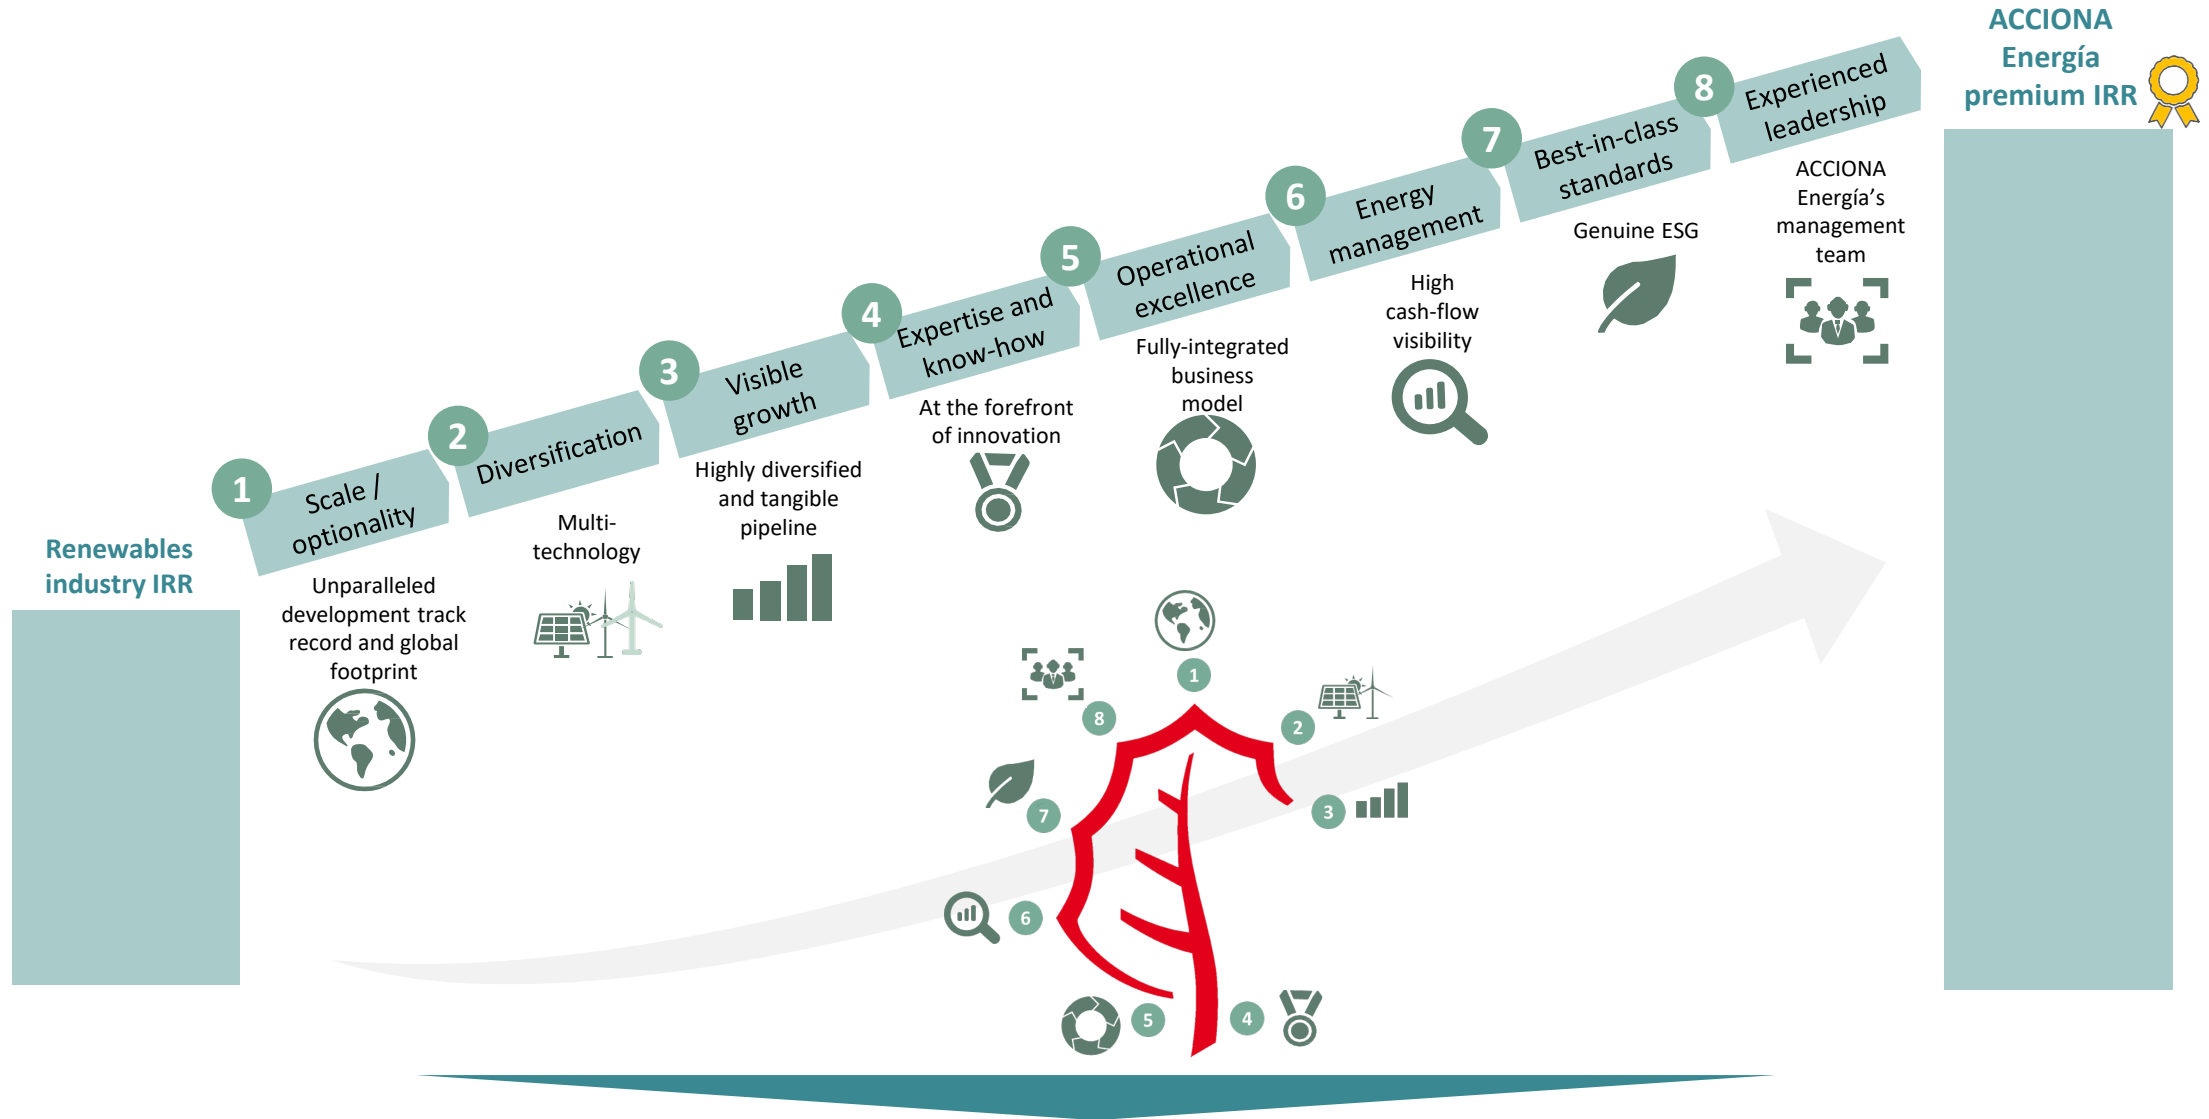 ACCIONA
Energía
premium IRR
Renewables
industry IRR
1
Scale /
optionality
Unparalleled
development track
record and global
footprint
2
Diversification
Multi-
technology
3
Visible
growth
Highly diversified
and tangible
pipeline
4
Expertise and
know-how
At the forefront
of innovation
5
Operational
excellence
Fully-integrated
business
model
6
Energy
management
High
cash-flow
visibility
7
Best-in-class
standards
Genuine ESG
8
Experienced
leadership
ACCIONA
Energía’s
management
team
1
2
3
4
5
6
7
8